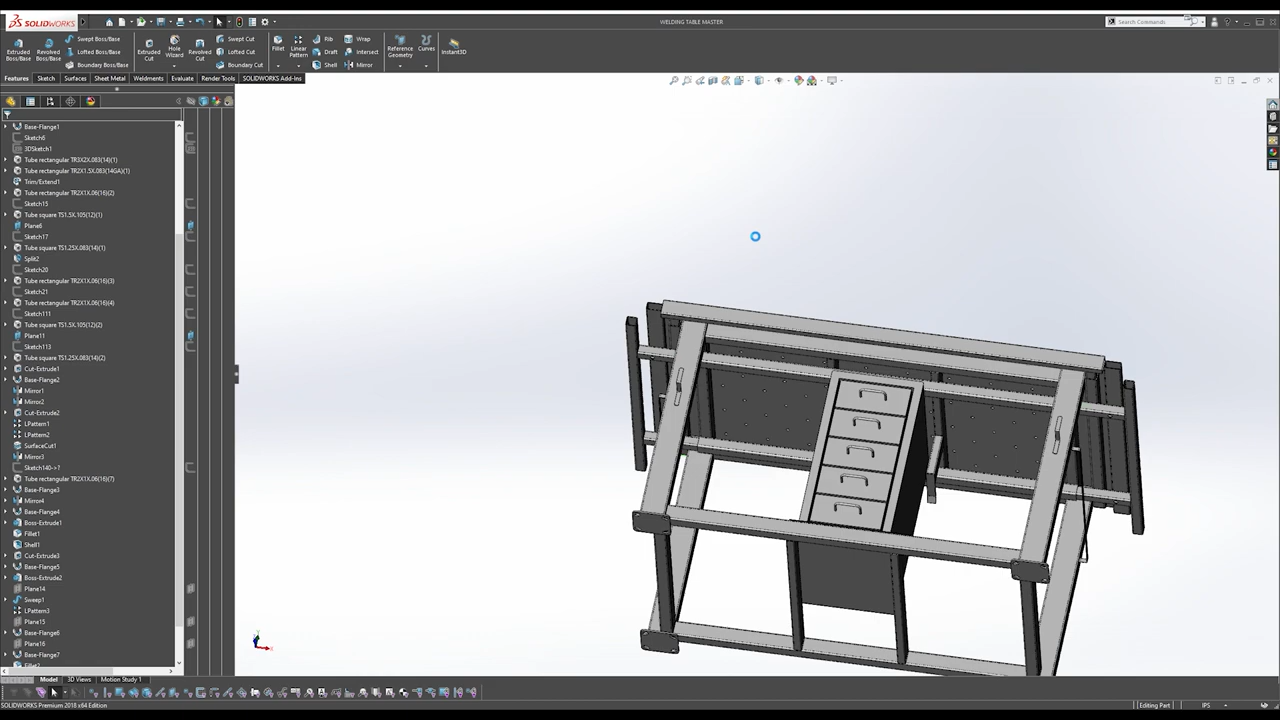 SOLIDWORKS
WELDING TABLE MASTER
Search Commands
Extruded Boss/Base
Revolved Boss/Base
Swept Boss/Base
Lofted Boss/Base
Boundary Boss/Base
Extruded Cut
Hole Wizard
Revolved Cut
Swept Cut
Lofted Cut
Boundary Cut
Fillet
Linear Pattern
Rib
Draft
Shell
Wrap
Intersect
Mirror
Reference Geometry
Curves
Instant3D
Features Sketch Surfaces Sheet Metal Weldments Evaluate Render Tools SOLIDWORKS Add-Ins
Base-Flange1
Sketch6
3DSketch1
Tube rectangular TR3X2X.083(14)(1)
Tube rectangular TR2X1.5X.083(14GA)(1)
Trim/Extend1
Tube rectangular TR2X1X.06(16)(2)
Sketch15
Tube square TS1.5X.105(12)(1)
Plane6
Sketch17
Tube square TS1.25X.083(14)(1)
Split2
Sketch20
Tube rectangular TR2X1X.06(16)(3)
Sketch21
Tube rectangular TR2X1X.06(16)(4)
Sketch111
Tube square TS1.5X.105(12)(2)
Plane11
Sketch113
Tube square TS1.25X.083(14)(2)
Cut-Extrude1
Base-Flange2
Mirror1
Mirror2
Cut-Extrude2
LPattern1
LPattern2
SurfaceCut1
Mirror3
Sketch140->?
Tube rectangular TR2X1X.06(16)(7)
Base-Flange3
Mirror4
Base-Flange4
Boss-Extrude1
Fillet1
Shell1
Cut-Extrude3
Base-Flange5
Boss-Extrude2
Plane14
Sweep1
LPattern3
Plane15
Base-Flange6
Plane16
Base-Flange7
Fillet2
Model 3D Views Motion Study 1
SOLIDWORKS Premium 2018 x64 Edition
Editing Part
IPS